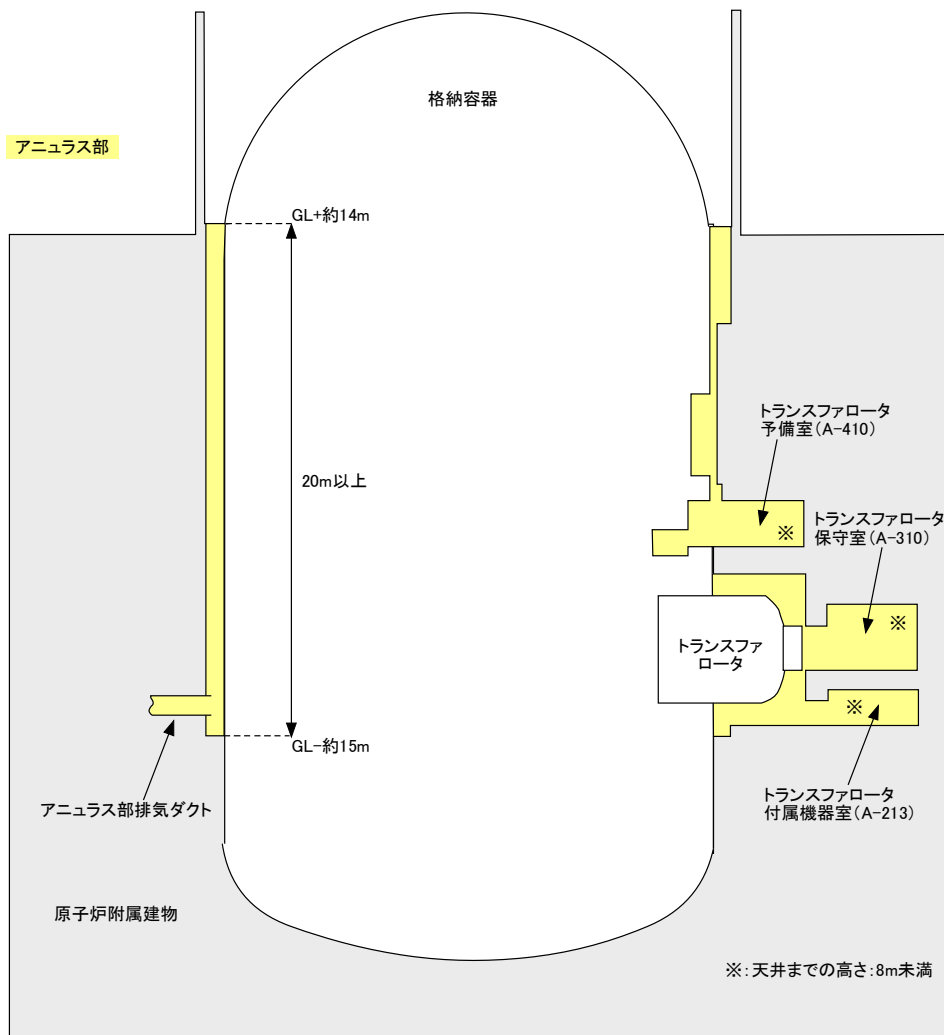 格納容器
アニュラス部
GL+約14m
トランスファロータ
予備室(A-410)
20m以上
※
トランスファロータ
保守室(A-310)
※
トランスファ
ロータ
※
GL-約15m
アニュラス部排気ダクト
トランスファロータ
付属機器室(A-213)
原子炉附属建物
※:天井までの高さ:8m未満